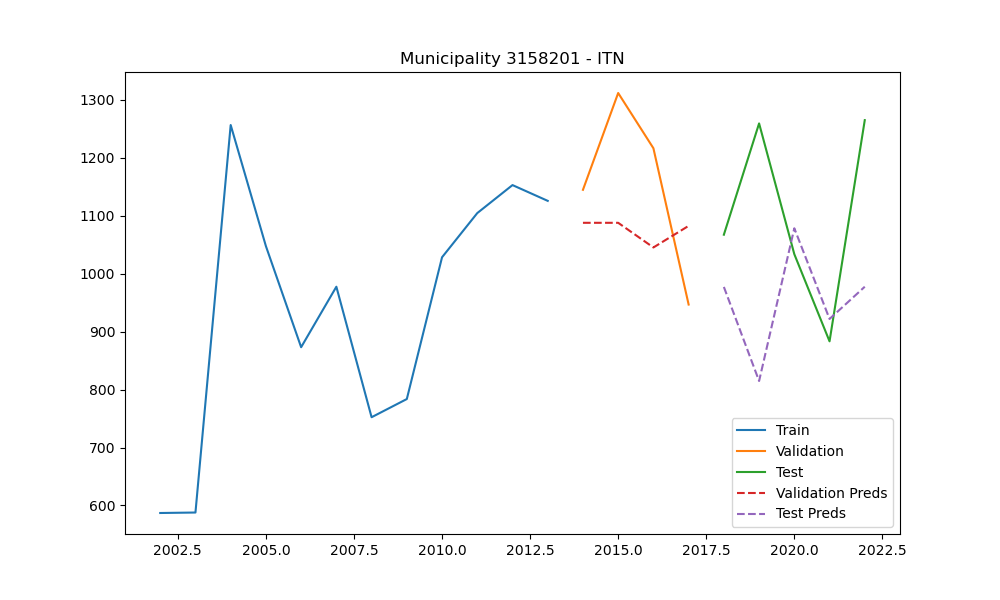 Municipality 3158201 - ITN
1300
1200
1100
1000
900
800
700
600
2002.5 2005.0 2007.5 2010.0 2012.5 2015.0 2017.5 2020.0 2022.5
Train
Validation
Test
Validation Preds
Test Preds